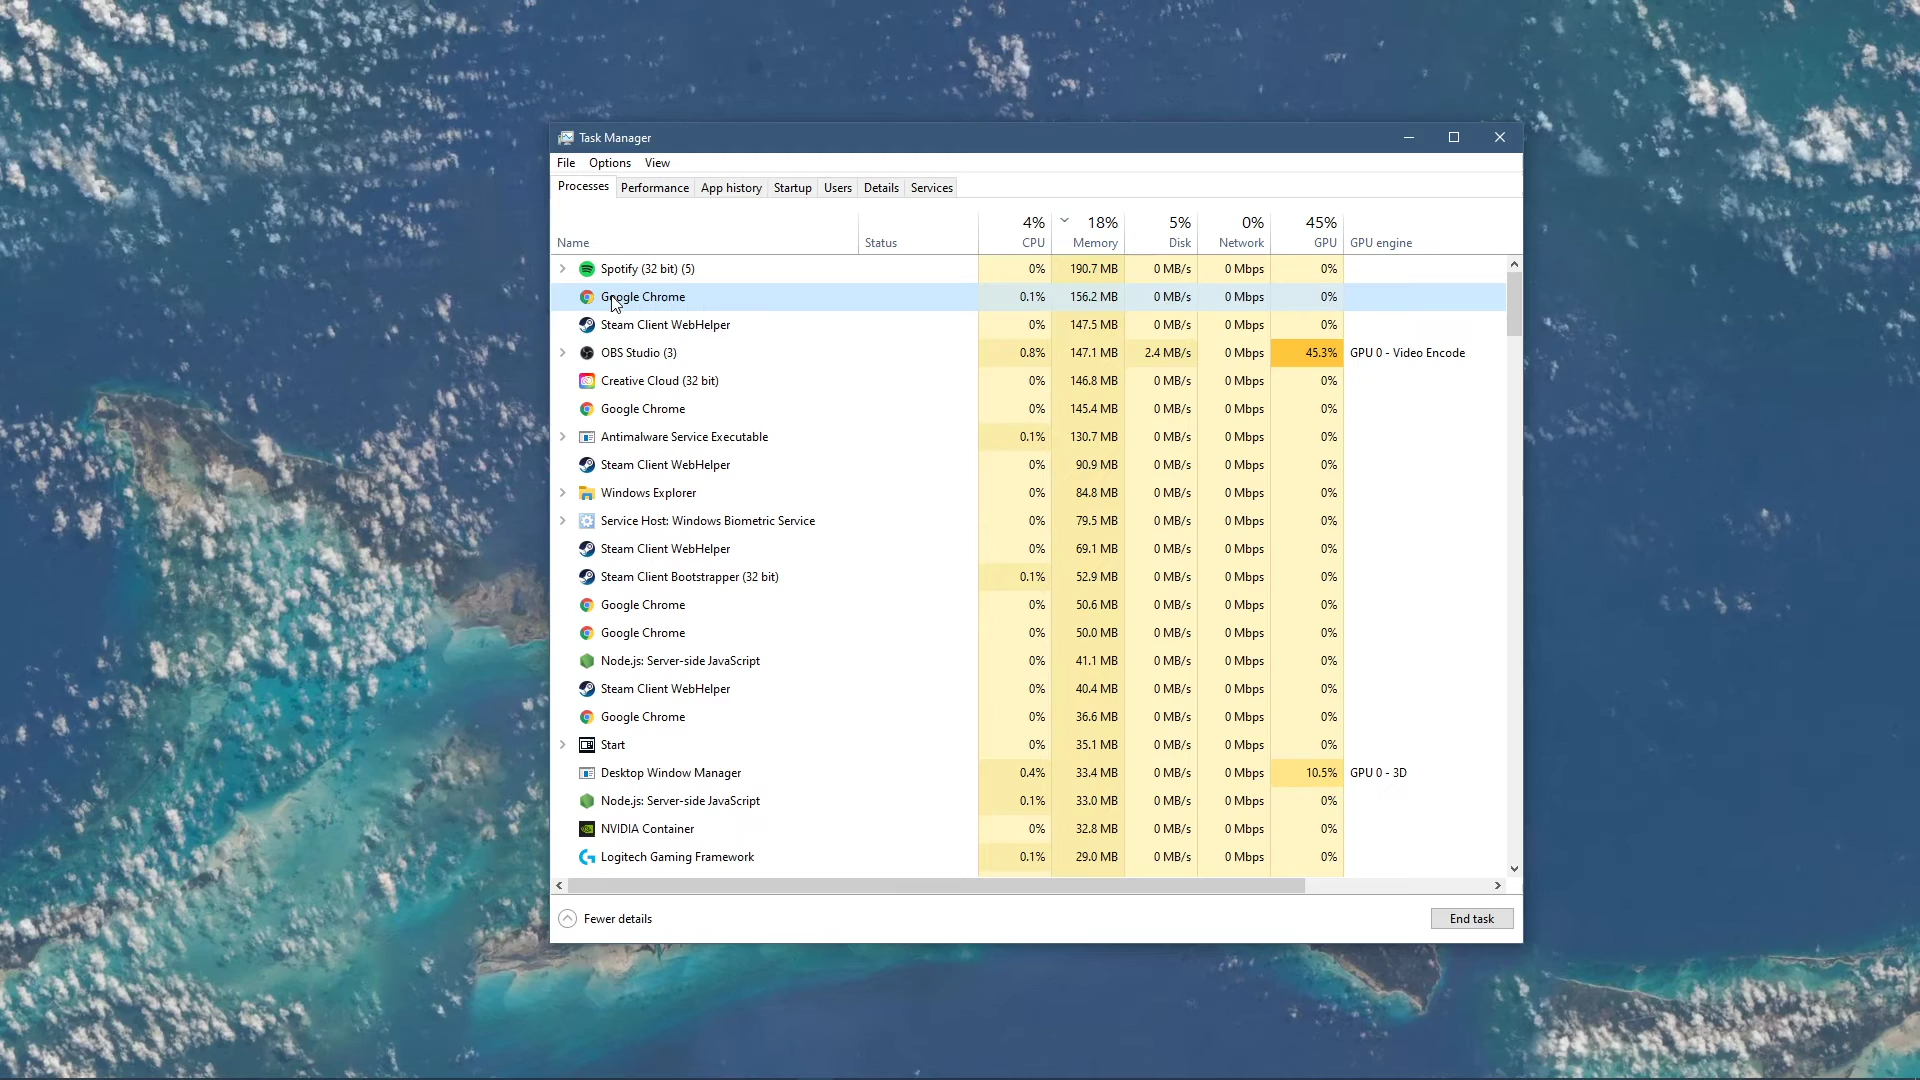 Task Manager
File Options View
Processes Performance App history Startup Users Details Services
4% 18% 5% 0% 45%
Name Status CPU Memory Disk Network GPU GPU engine
Spotify (32 bit) (5) 0% 190.7 MB 0 MB/s 0 Mbps 0%
Google Chrome 0.1% 156.2 MB 0 MB/s 0 Mbps 0%
Steam Client WebHelper 0% 147.5 MB 0 MB/s 0 Mbps 0%
OBS Studio (3) 0.8% 147.1 MB 2.4 MB/s 0 Mbps 45.3% GPU 0 - Video Encode
Creative Cloud (32 bit) 0% 146.8 MB 0 MB/s 0 Mbps 0%
Google Chrome 0% 145.4 MB 0 MB/s 0 Mbps 0%
Antimalware Service Executable 0.1% 130.7 MB 0 MB/s 0 Mbps 0%
Steam Client WebHelper 0% 90.9 MB 0 MB/s 0 Mbps 0%
Windows Explorer 0% 84.8 MB 0 MB/s 0 Mbps 0%
Service Host: Windows Biometric Service 0% 79.5 MB 0 MB/s 0 Mbps 0%
Steam Client WebHelper 0% 69.1 MB 0 MB/s 0 Mbps 0%
Steam Client Bootstrapper (32 bit) 0.1% 52.9 MB 0 MB/s 0 Mbps 0%
Google Chrome 0% 50.6 MB 0 MB/s 0 Mbps 0%
Google Chrome 0% 50.0 MB 0 MB/s 0 Mbps 0%
Node.js: Server-side JavaScript 0% 41.1 MB 0 MB/s 0 Mbps 0%
Steam Client WebHelper 0% 40.4 MB 0 MB/s 0 Mbps 0%
Google Chrome 0% 36.6 MB 0 MB/s 0 Mbps 0%
Start 0% 35.1 MB 0 MB/s 0 Mbps 0%
Desktop Window Manager 0.4% 33.4 MB 0 MB/s 0 Mbps 10.5% GPU 0 - 3D
Node.js: Server-side JavaScript 0.1% 33.0 MB 0 MB/s 0 Mbps 0%
NVIDIA Container 0% 32.8 MB 0 MB/s 0 Mbps 0%
Logitech Gaming Framework 0.1% 29.0 MB 0 MB/s 0 Mbps 0%
Fewer details End task